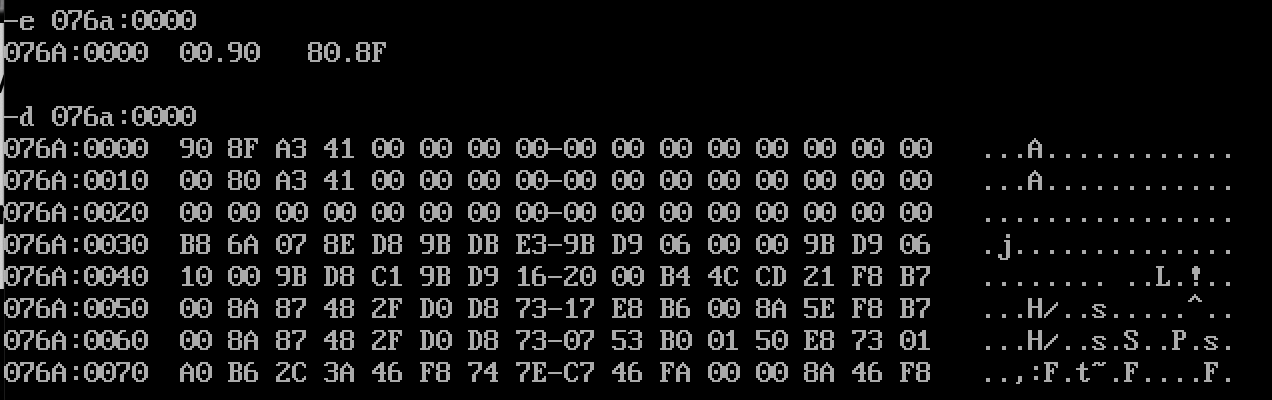 -e 076a:0000
076A:0000  00.90   80.8F
-d 076a:0000
076A:0000  90 8F A3 41 00 00 00 00-00 00 00 00 00 00 00 00   ...A............
076A:0010  00 80 A3 41 00 00 00 00-00 00 00 00 00 00 00 00   ...A............
076A:0020  00 00 00 00 00 00 00 00-00 00 00 00 00 00 00 00   ................
076A:0030  B8 6A 07 8E D8 9B DB E3-9B D9 06 00 00 9B D9 06   .j..............
076A:0040  10 00 9B D8 C1 9B D9 16-20 00 B4 4C CD 21 F8 B7   ........ ..L.!..
076A:0050  00 8A 87 48 2F D0 D8 73-17 E8 B6 00 8A 5E F8 B7   ...H/..s.....^..
076A:0060  00 8A 87 48 2F D0 D8 73-07 53 B0 01 50 E8 73 01   ...H/..s.S..P.s.
076A:0070  A0 B6 2C 3A 46 F8 74 7E-C7 46 FA 00 00 8A 46 F8   ..,:F.t~.F....F.